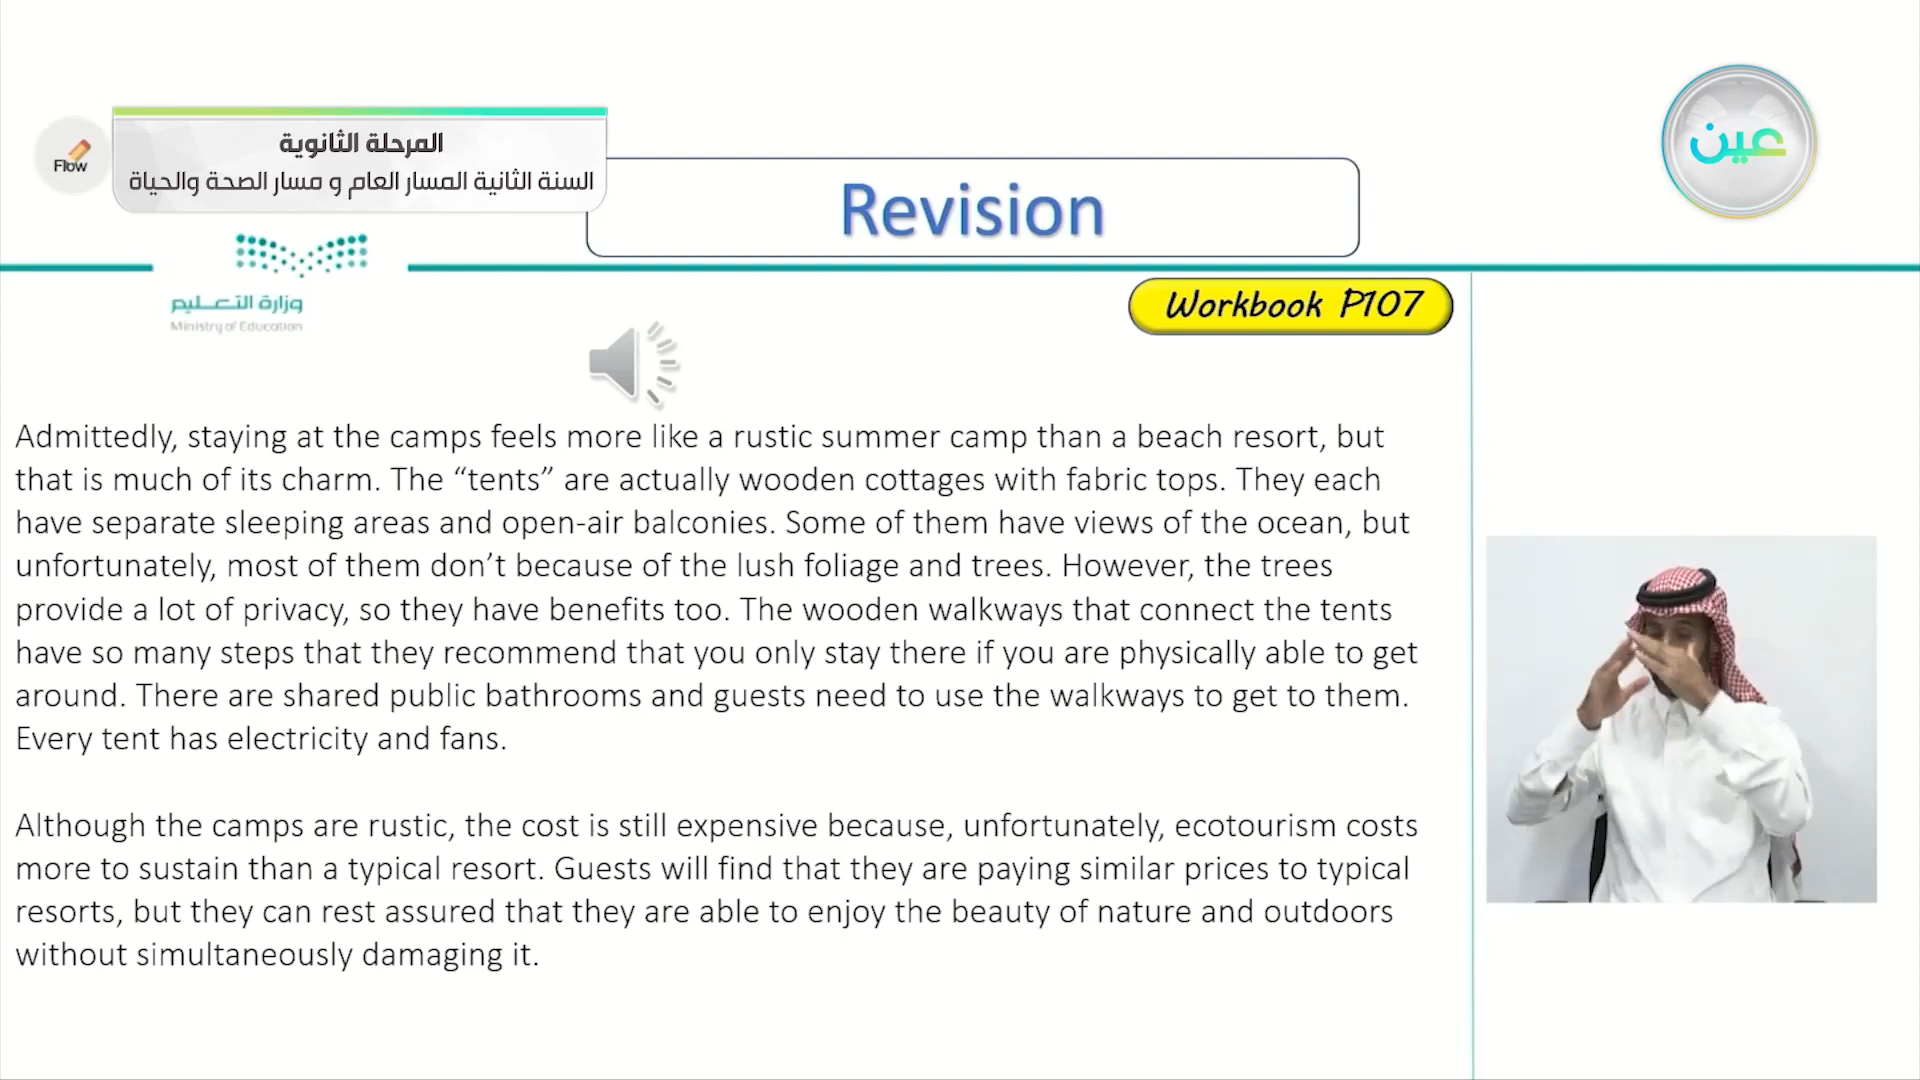 Flow
المرحلة الثانوية
السنة الثانية المسار العام و مسار الصحة والحياة
عين
Revision
وزارة التعليم
Ministry of Education
Workbook P107
Admittedly, staying at the camps feels more like a rustic summer camp than a beach resort, but
that is much of its charm. The “tents” are actually wooden cottages with fabric tops. They each
have separate sleeping areas and open-air balconies. Some of them have views of the ocean, but
unfortunately, most of them don’t because of the lush foliage and trees. However, the trees
provide a lot of privacy, so they have benefits too. The wooden walkways that connect the tents
have so many steps that they recommend that you only stay there if you are physically able to get
around. There are shared public bathrooms and guests need to use the walkways to get to them.
Every tent has electricity and fans.
Although the camps are rustic, the cost is still expensive because, unfortunately, ecotourism costs
more to sustain than a typical resort. Guests will find that they are paying similar prices to typical
resorts, but they can rest assured that they are able to enjoy the beauty of nature and outdoors
without simultaneously damaging it.